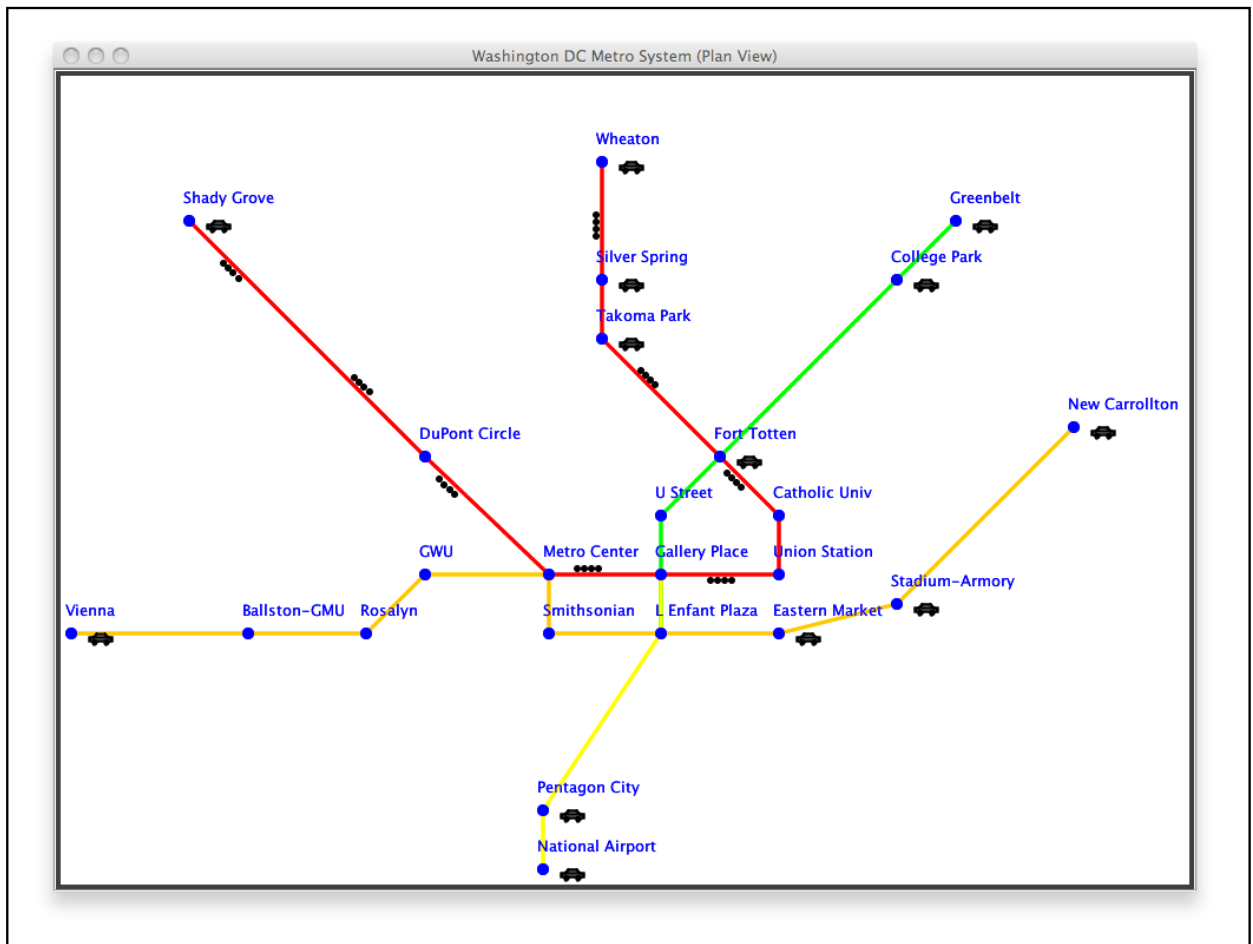 Washington DC Metro System (Plan View)
Wheaton
Shady Grove
Greenbelt
Silver Spring
College Park
Takoma Park
New Carrollton
DuPont Circle
Fort Totten
U Street
Catholic Univ
GWU
Metro Center
Gallery Place
Union Station
Stadium-Armory
Vienna
Ballston-GMU
Rosalyn
Smithsonian
L Enfant Plaza
Eastern Market
Pentagon City
National Airport